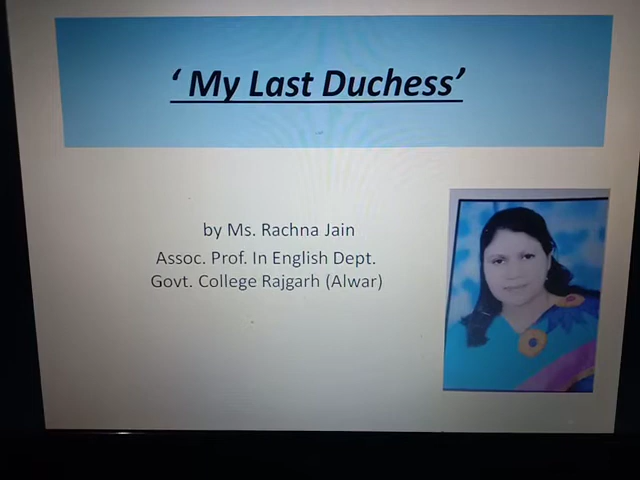 ‘ My Last Duchess’
by Ms. Rachna Jain
Assoc. Prof. In English Dept.
Govt. College Rajgarh (Alwar)